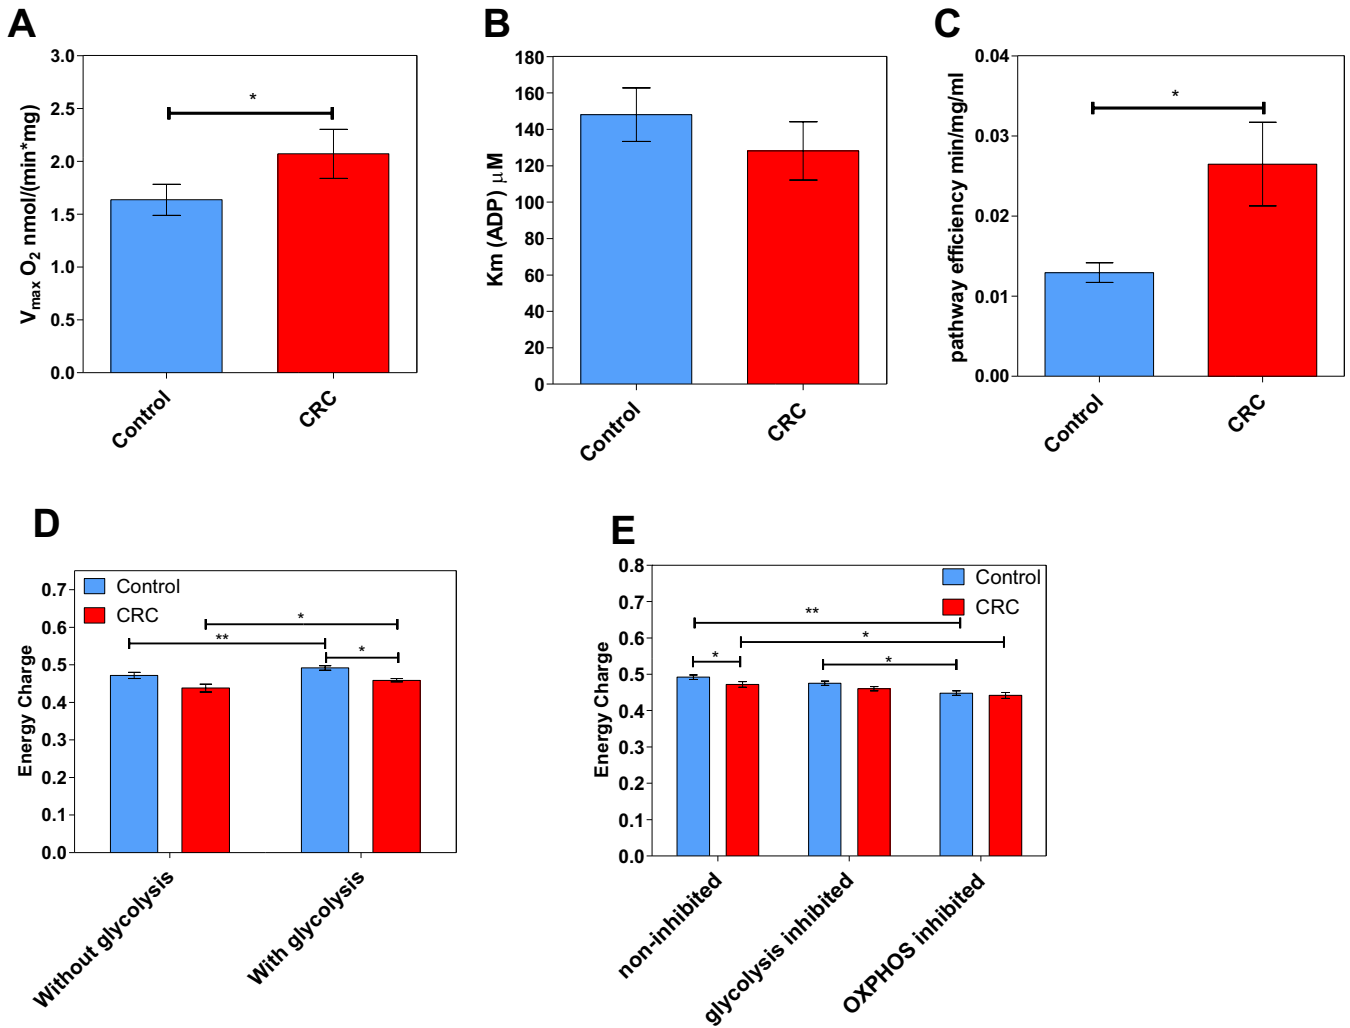 A
3.0
2.5
2.0
1.5
1.0
0.5
0.0
Vmax O2 nmol/(min*mg)
*
Control
CRC
B
180
160
140
120
100
80
60
40
20
0
Km (ADP) μM
Control
CRC
C
0.04
0.03
0.02
0.01
0.00
pathway efficiency min/mg/ml
*
Control
CRC
D
0.7
0.6
0.5
0.4
0.3
0.2
0.1
0.0
Energy Charge
Control
CRC
*
**
*
Without glycolysis
With glycolysis
E
0.8
0.7
0.6
0.5
0.4
0.3
0.2
0.1
0.0
Energy Charge
Control
CRC
**
*
*
*
non-inhibited
glycolysis inhibited
OXPHOS inhibited